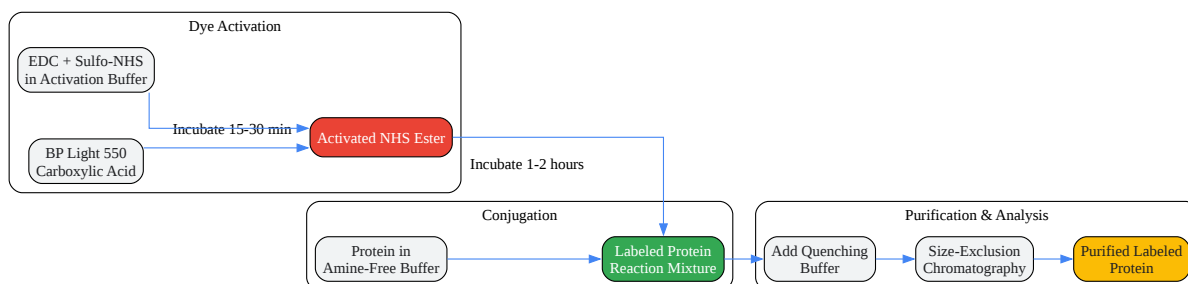 Dye Activation
EDC + Sulfo-NHS
in Activation Buffer
Incubate 15-30 min
Activated NHS Ester
BP Light 550
Carboxylic Acid
Incubate 1-2 hours
Conjugation
Protein in
Amine-Free Buffer
Labeled Protein
Reaction Mixture
Purification & Analysis
Add Quenching
Buffer
Size-Exclusion
Chromatography
Purified Labeled
Protein